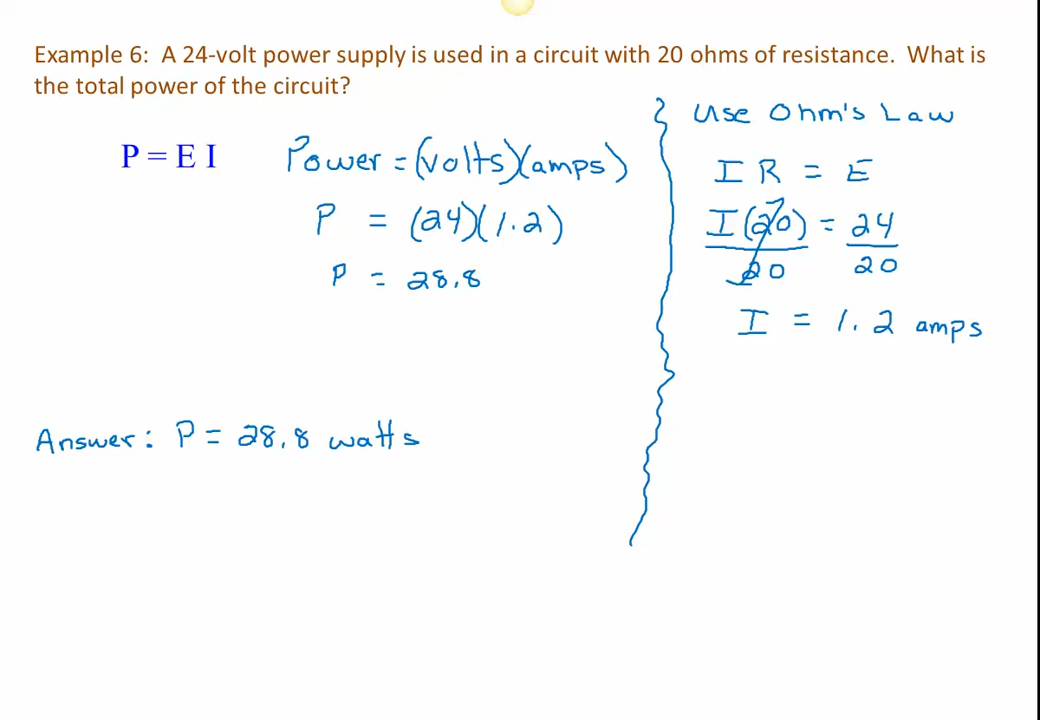 Example 6: A 24-volt power supply is used in a circuit with 20 ohms of resistance. What is
the total power of the circuit?
P = E I
Power = (volts)(amps)
P = (24)(1.2)
P = 28.8
Answer: P = 28.8 watts
Use Ohm's Law
I R = E
I(20) = 24
20 20
I = 1.2 amps